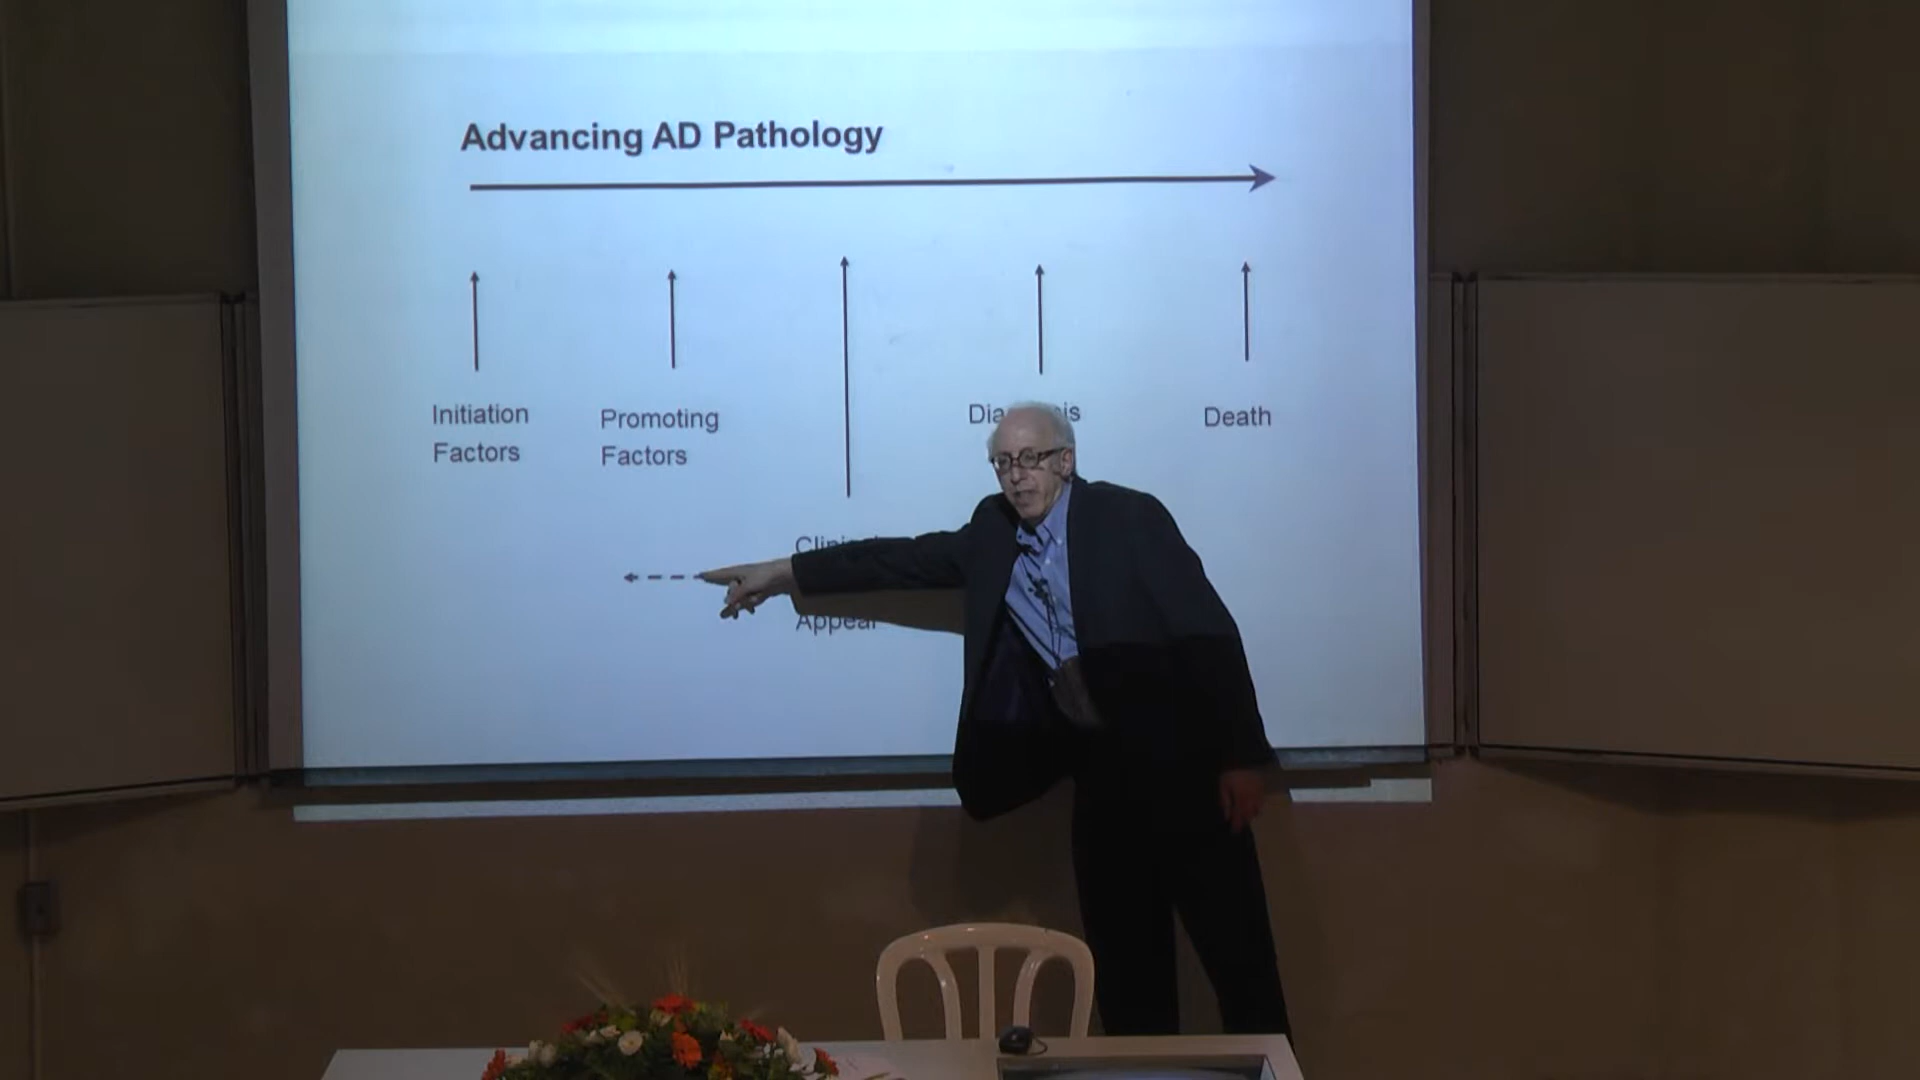 Advancing AD Pathology
Initiation
Factors
Promoting
Factors
Death